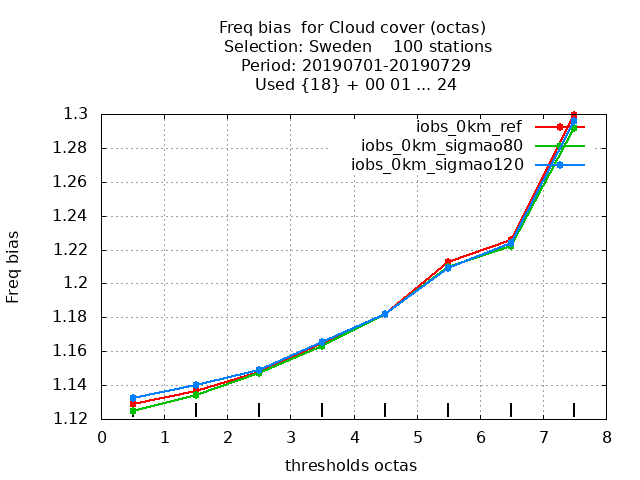 Freq bias  for Cloud cover (octas)
Selection: Sweden    100 stations
Period: 20190701-20190729
Used {18} + 00 01 ... 24
1.3
1.28
1.26
1.24
1.22
1.2
1.18
1.16
1.14
1.12
Freq bias
iobs_0km_ref
iobs_0km_sigmao80
iobs_0km_sigmao120
0 1 2 3 4 5 6 7 8
thresholds octas